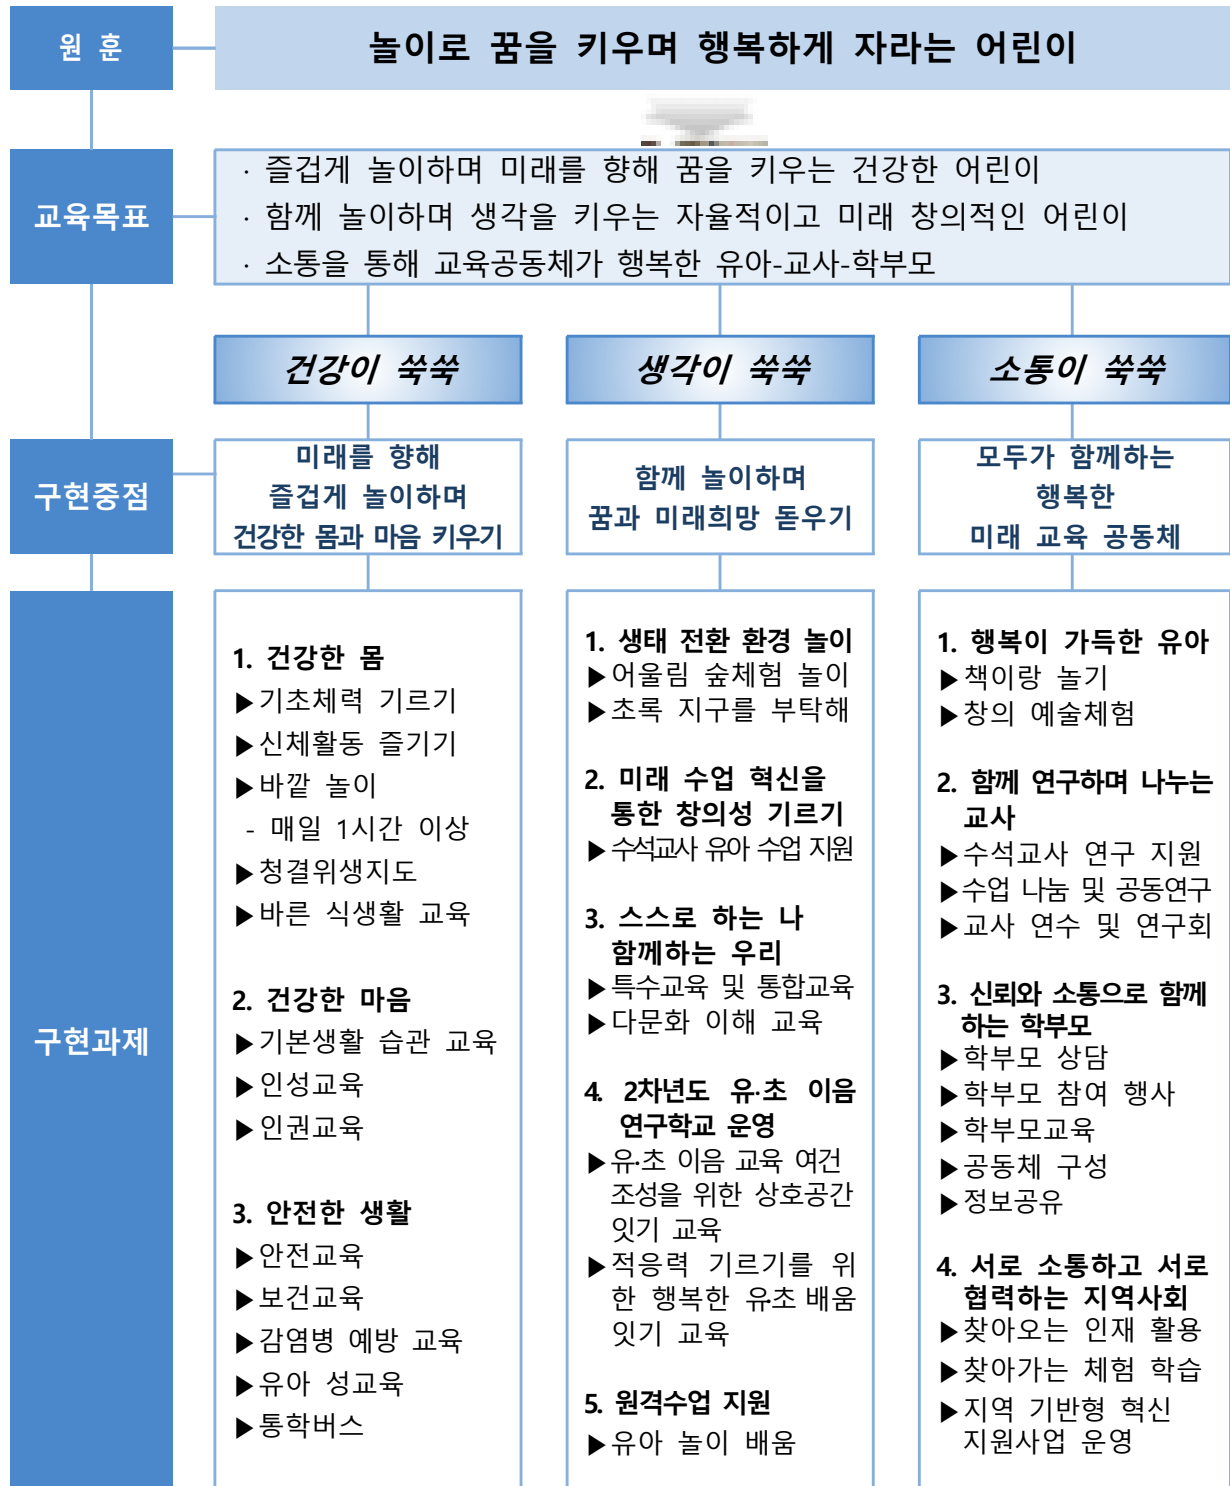 원 훈
놀이로 꿈을 키우며 행복하게 자라는 어린이
교육목표
· 즐겁게 놀이하며 미래를 향해 꿈을 키우는 건강한 어린이
· 함께 놀이하며 생각을 키우는 자율적이고 미래 창의적인 어린이
· 소통을 통해 교육공동체가 행복한 유아-교사-학부모
건강이 쑥쑥
생각이 쑥쑥
소통이 쑥쑥
구현중점
미래를 향해
즐겁게 놀이하며
건강한 몸과 마음 키우기
함께 놀이하며
꿈과 미래희망 돋우기
모두가 함께하는
행복한
미래 교육 공동체
구현과제
1. 건강한 몸
▶기초체력 기르기
▶신체활동 즐기기
▶바깥 놀이
- 매일 1시간 이상
▶청결위생지도
▶바른 식생활 교육
2. 건강한 마음
▶기본생활 습관 교육
▶인성교육
▶인권교육
3. 안전한 생활
▶안전교육
▶보건교육
▶감염병 예방 교육
▶유아 성교육
▶통학버스
1. 생태 전환 환경 놀이
▶어울림 숲체험 놀이
▶초록 지구를 부탁해
2. 미래 수업 혁신을
통한 창의성 기르기
▶수석교사 유아 수업 지원
3. 스스로 하는 나
함께하는 우리
▶특수교육 및 통합교육
▶다문화 이해 교육
4. 2차년도 유·초 이음
연구학교 운영
▶유·초 이음 교육 여건
조성을 위한 상호공간
잇기 교육
▶적응력 기르기를 위
한 행복한 유초 배움
잇기 교육
5. 원격수업 지원
▶유아 놀이 배움
1. 행복이 가득한 유아
▶책이랑 놀기
▶창의 예술체험
2. 함께 연구하며 나누는
교사
▶수석교사 연구 지원
▶수업 나눔 및 공동연구
▶교사 연수 및 연구회
3. 신뢰와 소통으로 함께
하는 학부모
▶학부모 상담
▶학부모 참여 행사
▶학부모교육
▶공동체 구성
▶정보공유
4. 서로 소통하고 서로
협력하는 지역사회
▶찾아오는 인재 활용
▶찾아가는 체험 학습
▶지역 기반형 혁신
지원사업 운영